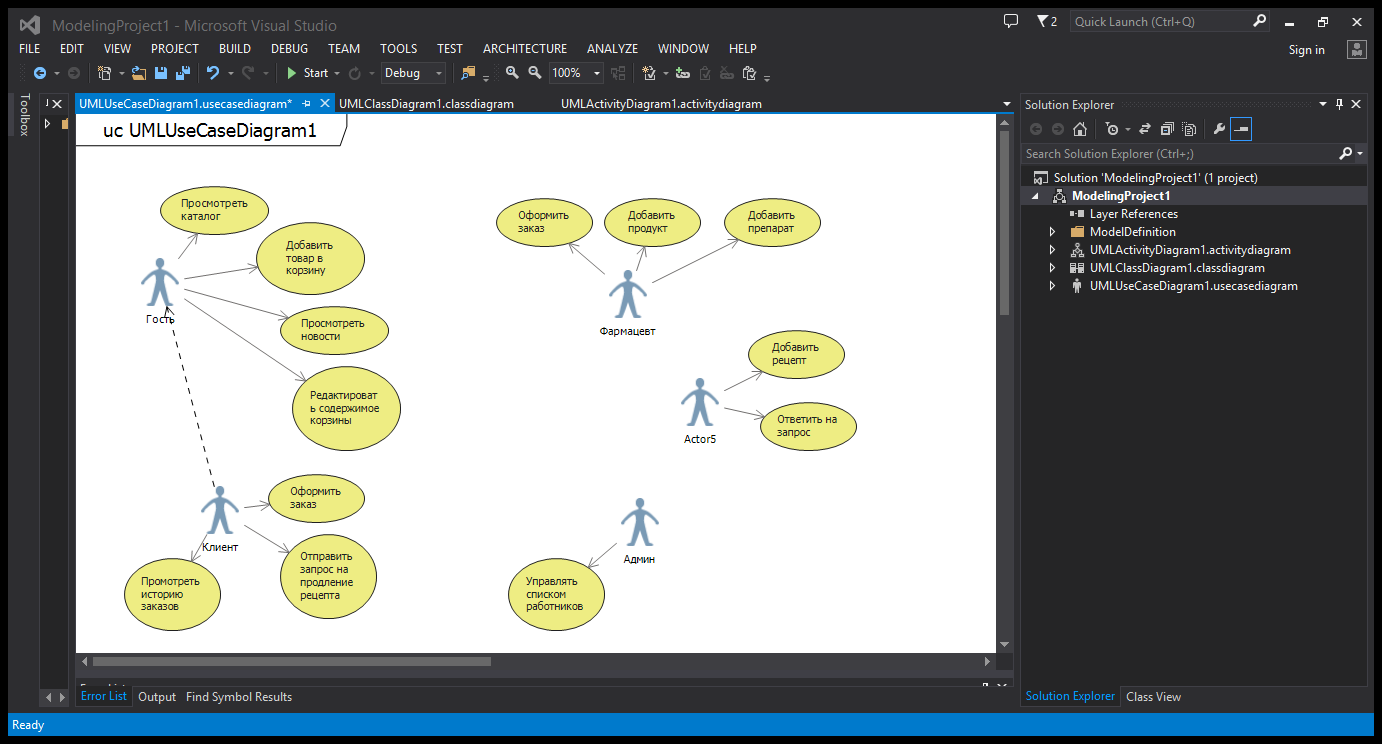 ModelingProject1 - Microsoft Visual Studio
2
Quick Launch (Ctrl+Q)
FILE EDIT VIEW PROJECT BUILD DEBUG TEAM TOOLS TEST ARCHITECTURE ANALYZE WINDOW HELP
Sign in
Start
Debug
100%
Toolbox
UMLUseCaseDiagram1.usecasediagram*
UMLClassDiagram1.classdiagram
UMLActivityDiagram1.activitydiagram
uc UMLUseCaseDiagram1
Просмотреть
каталог
Добавить
товар в
корзину
Гость
Просмотреть
новости
Редактироват
ь содержимое
корзины
Оформить
заказ
Клиент
Отправить
запрос на
продление
рецепта
Промотреть
историю
заказов
Оформить
заказ
Добавить
продукт
Добавить
препарат
Фармацевт
Добавить
рецепт
Actor5
Ответить на
запрос
Админ
Управлять
списком
работников
Solution Explorer
Search Solution Explorer (Ctrl+;)
Solution 'ModelingProject1' (1 project)
ModelingProject1
Layer References
ModelDefinition
UMLActivityDiagram1.activitydiagram
UMLClassDiagram1.classdiagram
UMLUseCaseDiagram1.usecasediagram
Error List
Output
Find Symbol Results
Solution Explorer
Class View
Ready